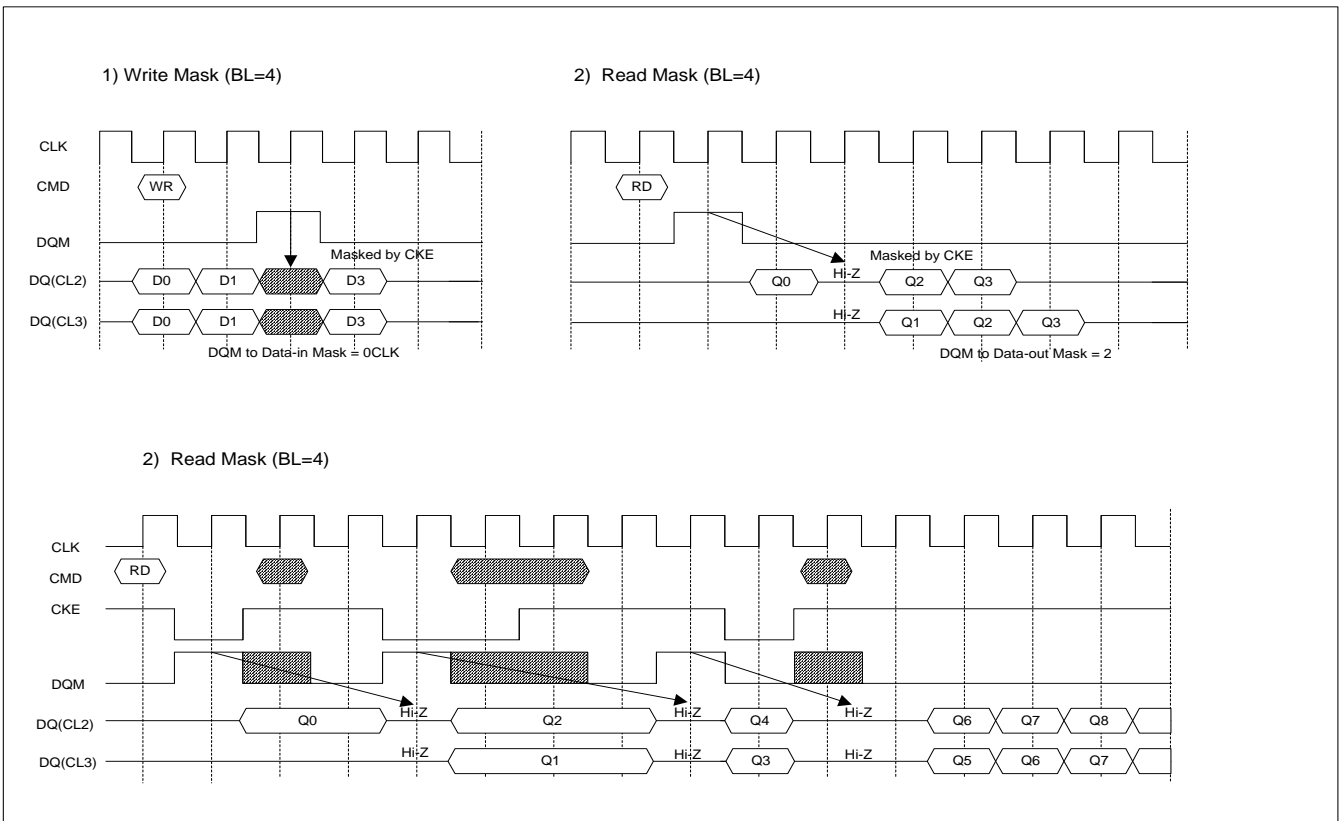 1) Write Mask (BL=4)
2) Read Mask (BL=4)
CLK
CMD
WR
DQM
Masked by CKE
DQ(CL2)
D0 D1 D3
DQ(CL3)
D0 D1 D3
DQM to Data-in Mask = 0CLK
RD
Masked by CKE
Q0 Hi-Z Q2 Q3
Hi-Z Q1 Q2 Q3
DQM to Data-out Mask = 2
2) Read Mask (BL=4)
CLK
CMD
RD
CKE
DQM
DQ(CL2)
Q0 Hi-Z Q2 Hi-Z Q4 Hi-Z Q6 Q7 Q8
DQ(CL3)
Hi-Z Q1 Hi-Z Q3 Hi-Z Q5 Q6 Q7